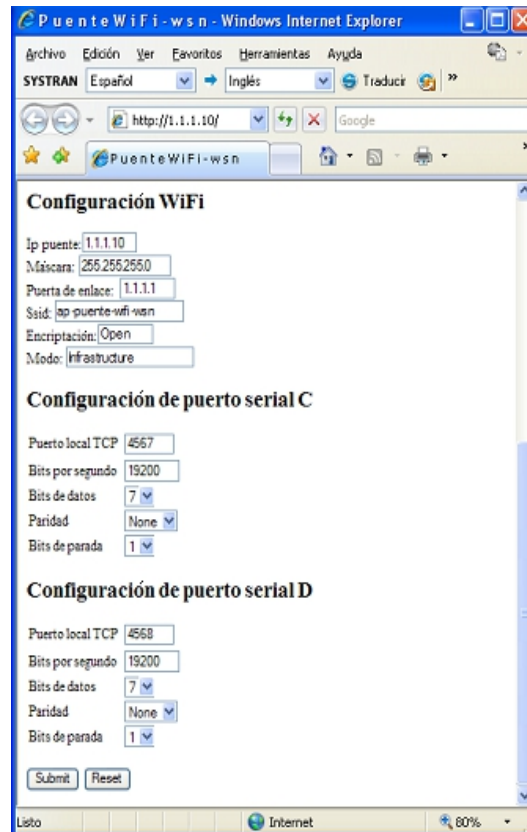 P u e n t e W i F i - w s n - Windows Internet Explorer
Archivo Edición Ver Favoritos Herramientas Ayuda
SYSTRAN Español Inglés Traducir »
http://1.1.1.10/ Google
P u e n t e W i F i - w s n
Configuración WiFi
Ip puente: 1.1.1.10
Máscara: 255.255.255.0
Puerta de enlace: 1.1.1.1
Ssid: ap-puente-wifi-wsn
Encriptación: Open
Modo: Infrastructure
Configuración de puerto serial C
Puerto local TCP 4567
Bits por segundo 19200
Bits de datos 7
Paridad None
Bits de parada 1
Configuración de puerto serial D
Puerto local TCP 4568
Bits por segundo 19200
Bits de datos 7
Paridad None
Bits de parada 1
Submit Reset
Listo Internet 80%